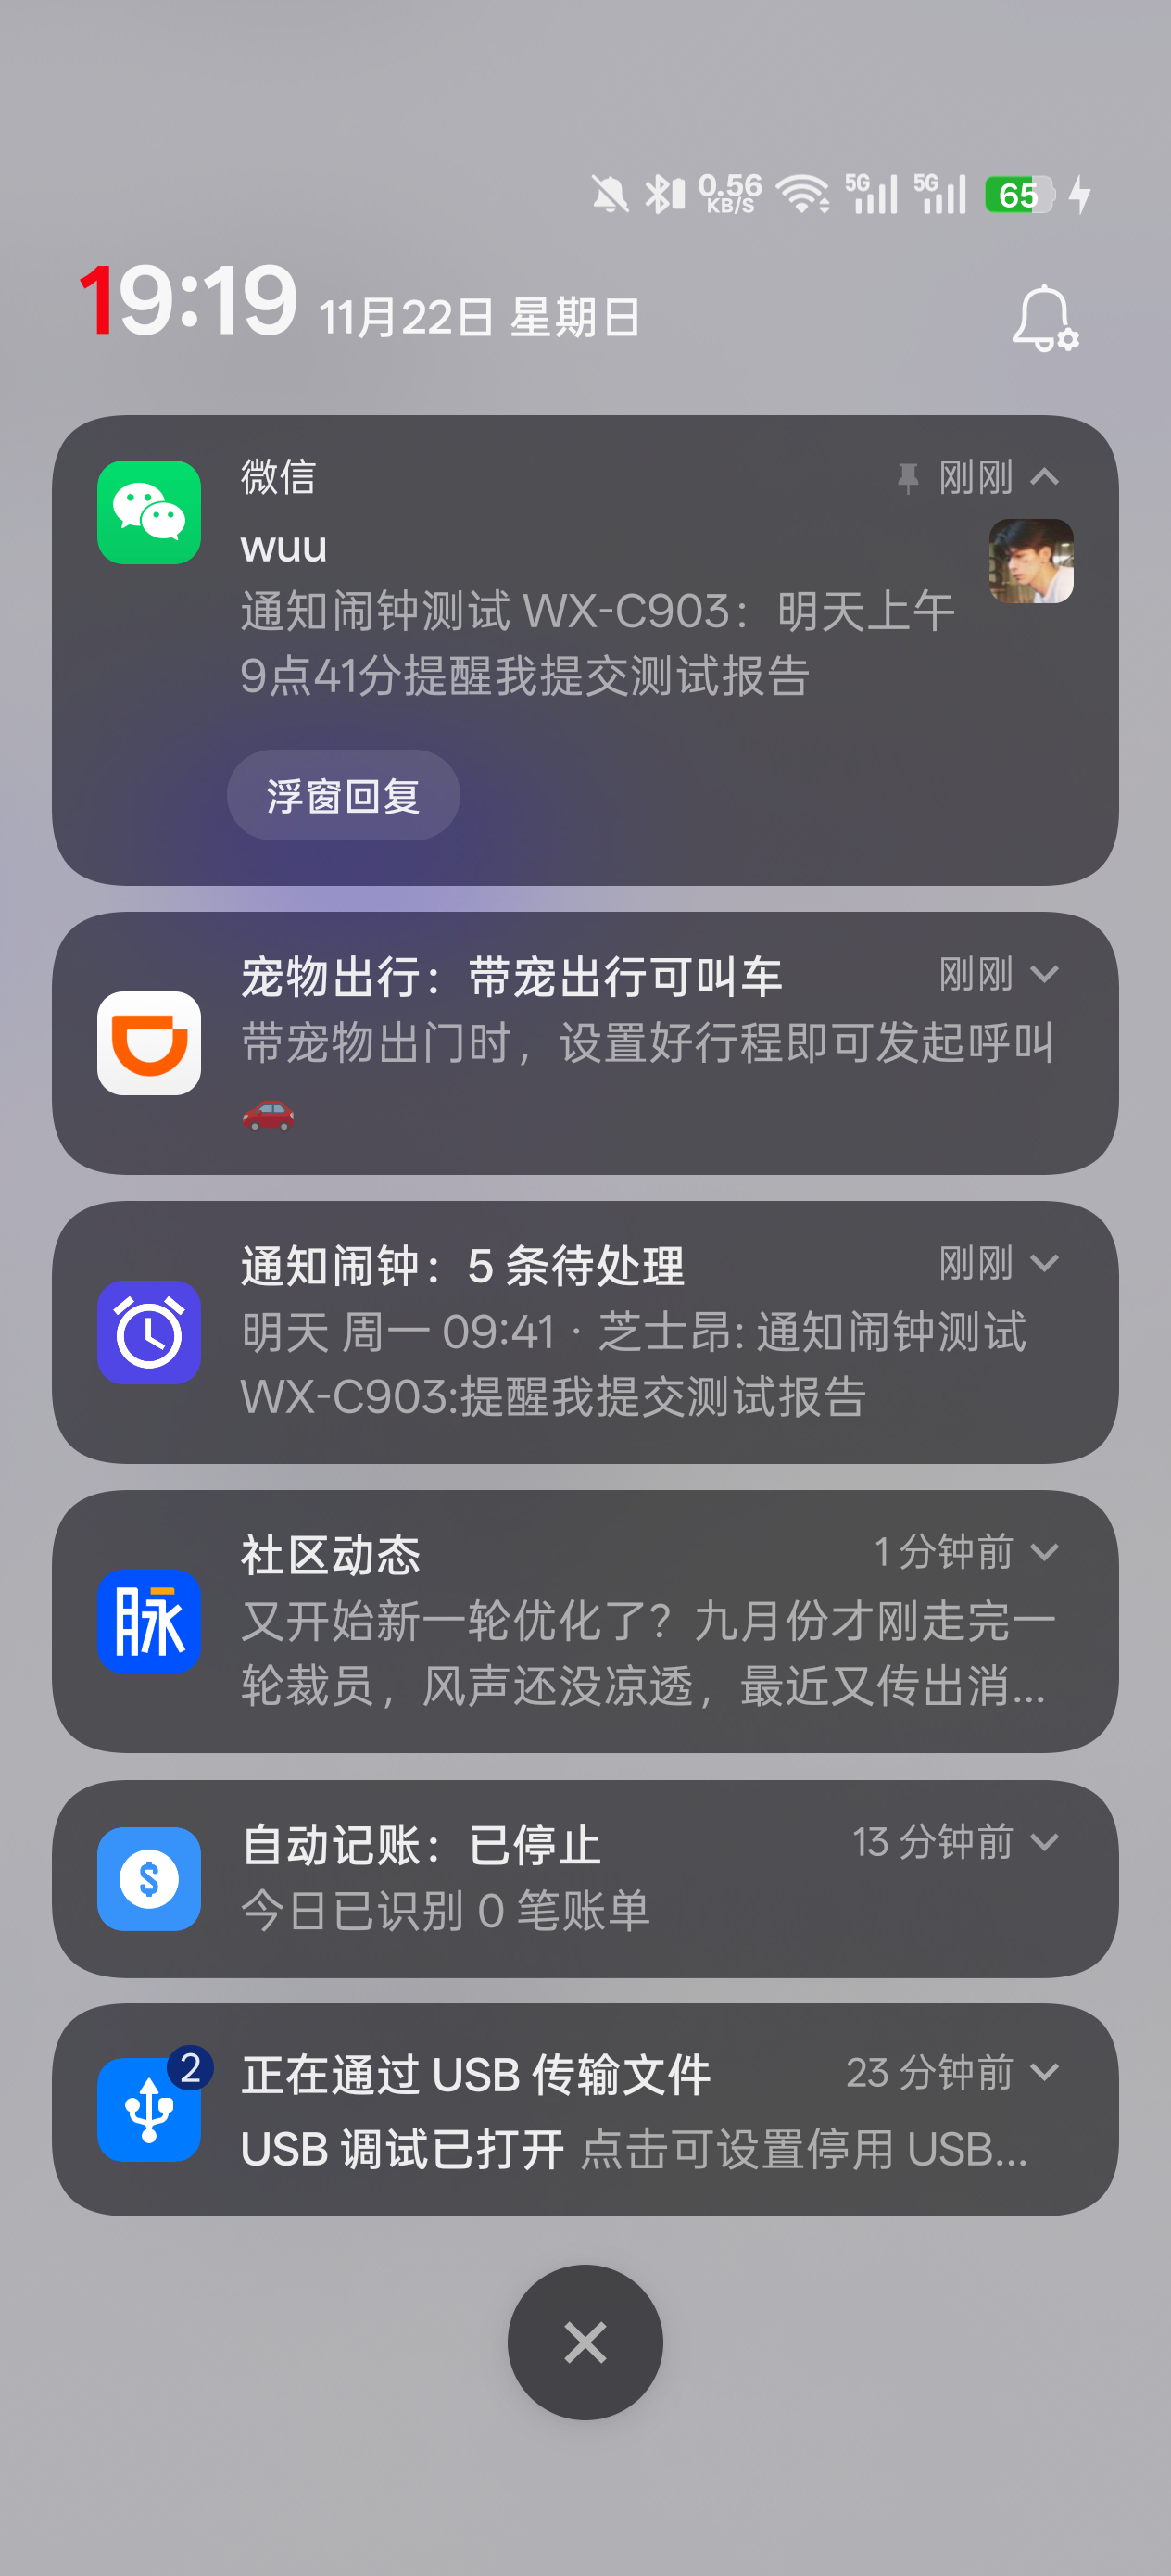 0.56
KB/S
5G
5G
65
19:19 11月22日 星期日
微信 刚刚
wuu
通知闹钟测试 WX-C903：明天上午
9点41分提醒我提交测试报告
浮窗回复
宠物出行：带宠出行可叫车 刚刚
带宠物出门时，设置好行程即可发起呼叫
🚗
通知闹钟：5 条待处理 刚刚
明天 周一 09:41 · 芝士昂: 通知闹钟测试
WX-C903:提醒我提交测试报告
脉
社区动态 1 分钟前
又开始新一轮优化了？九月份才刚走完一
轮裁员，风声还没凉透，最近又传出消...
$
自动记账：已停止 13 分钟前
今日已识别 0 笔账单
2
正在通过 USB 传输文件 23 分钟前
USB 调试已打开 点击可设置停用 USB...